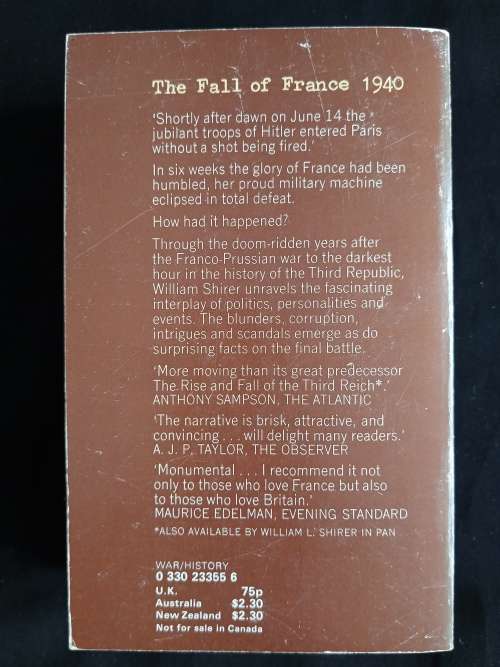 The Fall of France 1940
'Shortly after dawn on June 14 the
jubilant troops of Hitler entered Paris
without a shot being fired.'
In six weeks the glory of France had been
humbled, her proud military machine
eclipsed in total defeat.
How had it happened?
Through the doom-ridden years after
the Franco-Prussian war to the darkest
hour in the history of the Third Republic,
William Shirer unravels the fascinating
interplay of politics, personalities and
events. The blunders, corruption,
intrigues and scandals emerge as do
surprising facts on the final battle.
'More moving than its great predecessor
The Rise and Fall of the Third Reich*.'
ANTHONY SAMPSON, THE ATLANTIC
'The narrative is brisk, attractive, and
convincing . . . will delight many readers.'
A. J. P. TAYLOR, THE OBSERVER
'Monumental . . . I recommend it not
only to those who love France but also
to those who love Britain.'
MAURICE EDELMAN, EVENING STANDARD
*ALSO AVAILABLE BY WILLIAM L. SHIRER IN PAN
WAR/HISTORY
0 330 23355 6
U.K. 75p
Australia $2.30
New Zealand $2.30
Not for sale in Canada